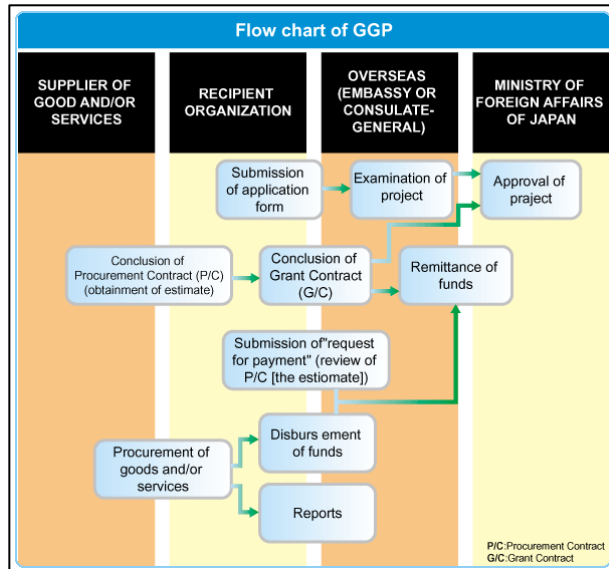 Flow chart of GGP
SUPPLIER OF
GOOD AND/OR
SERVICES
RECIPIENT
ORGANIZATION
OVERSEAS
(EMBASSY OR
CONSULATE-
GENERAL)
MINISTRY OF
FOREIGN AFFAIRS
OF JAPAN
Submission
of application
form
Examination of
project
Approval of
praject
Conclusion of
Procurement Contract (P/C)
(obtainment of estimate)
Conclusion of
Grant Contract
(G/C)
Remittance of
funds
Submission of"request
for payment" (review of
P/C [the estiomate])
Procurement of
goods and/or
services
Disburs ement
of funds
Reports
P/C:Procurement Contract
G/C:Grant Contract